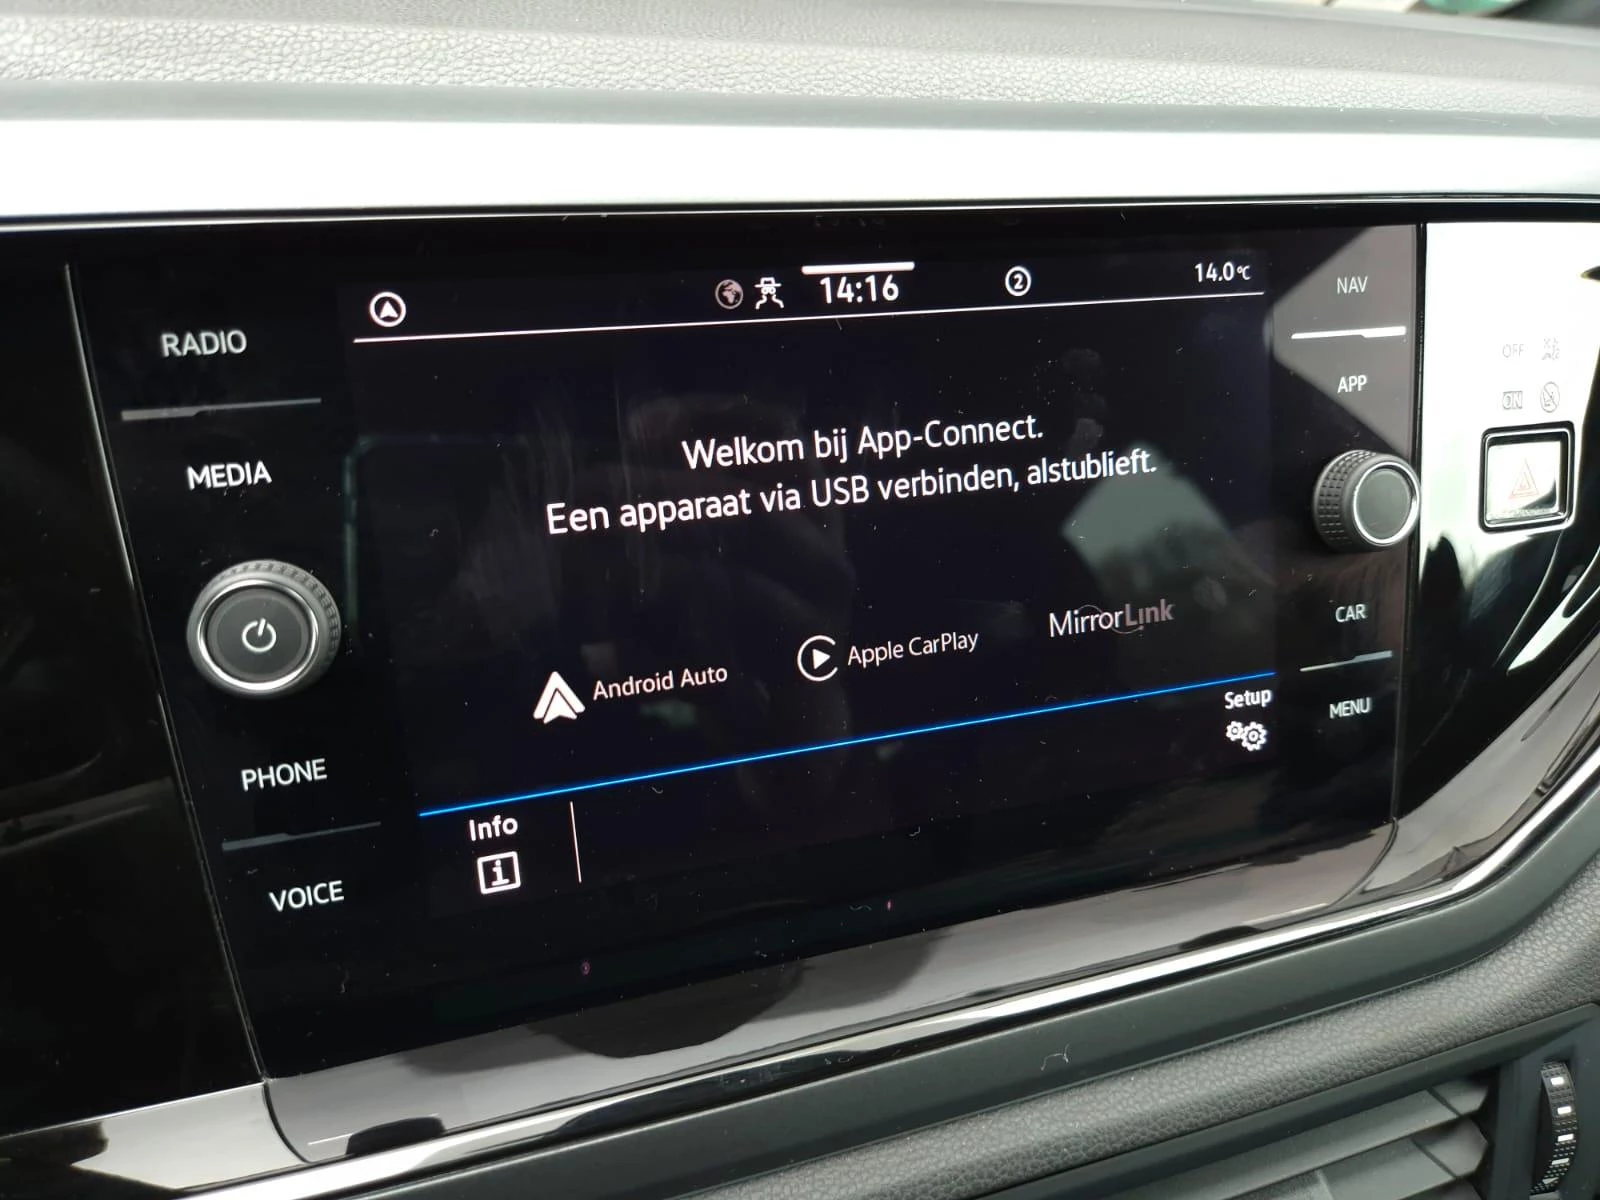 14:16
2
14.0°C
RADIO
MEDIA
PHONE
VOICE
Welkom bij App-Connect.
Een apparaat via USB verbinden, alstublieft.
Android Auto
Apple CarPlay
MirrorLink
Info
Setup
NAV
APP
CAR
MENU
OFF
ON